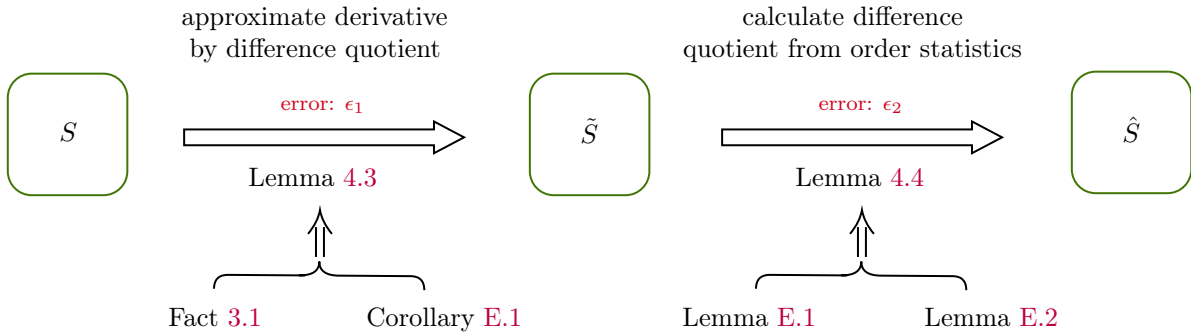 approximate derivative
by difference quotient
calculate difference
quotient from order statistics
S
error: ϵ₁
S̃
error: ϵ₂
Ŝ
Lemma 4.3
Lemma 4.4
Fact 3.1
Corollary E.1
Lemma E.1
Lemma E.2